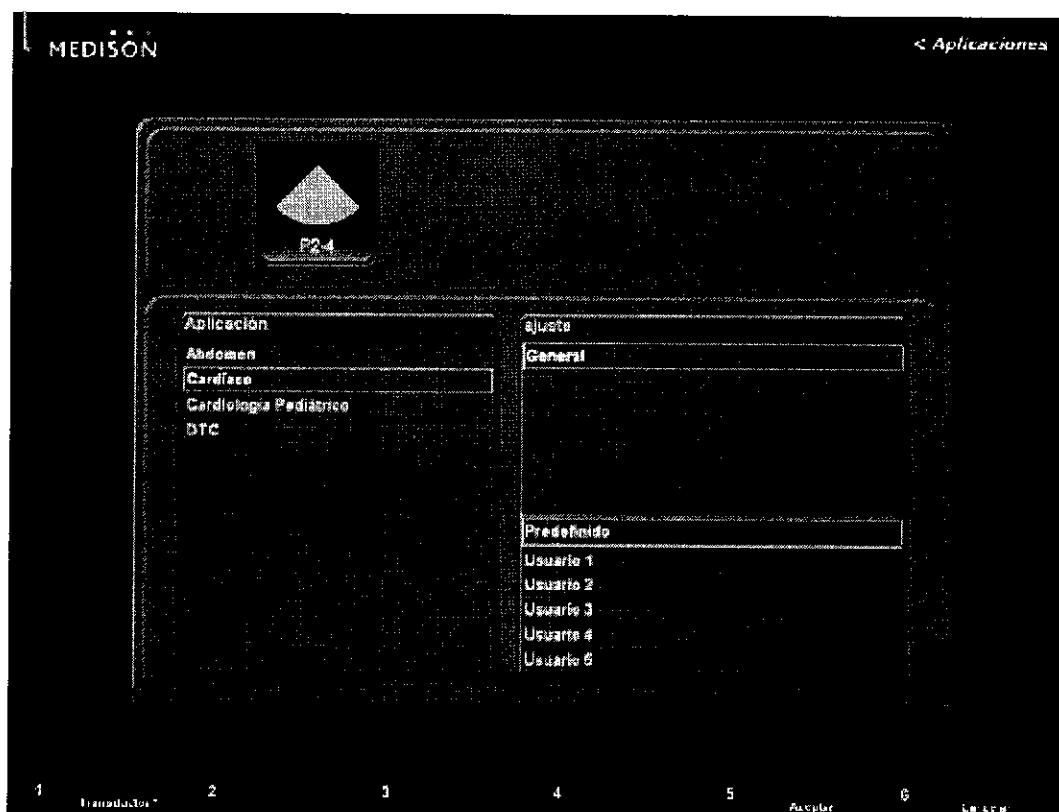 MEDISON
< Aplicaciones
P2-4
Aplicación
Abdomen
Cardíaco
Cardiología Pediátrico
DTC
ajuste
General
Predefinido
Usuario 1
Usuario 2
Usuario 3
Usuario 4
Usuario 5
1 2 3 4 5 6
Transductor
Aceptar